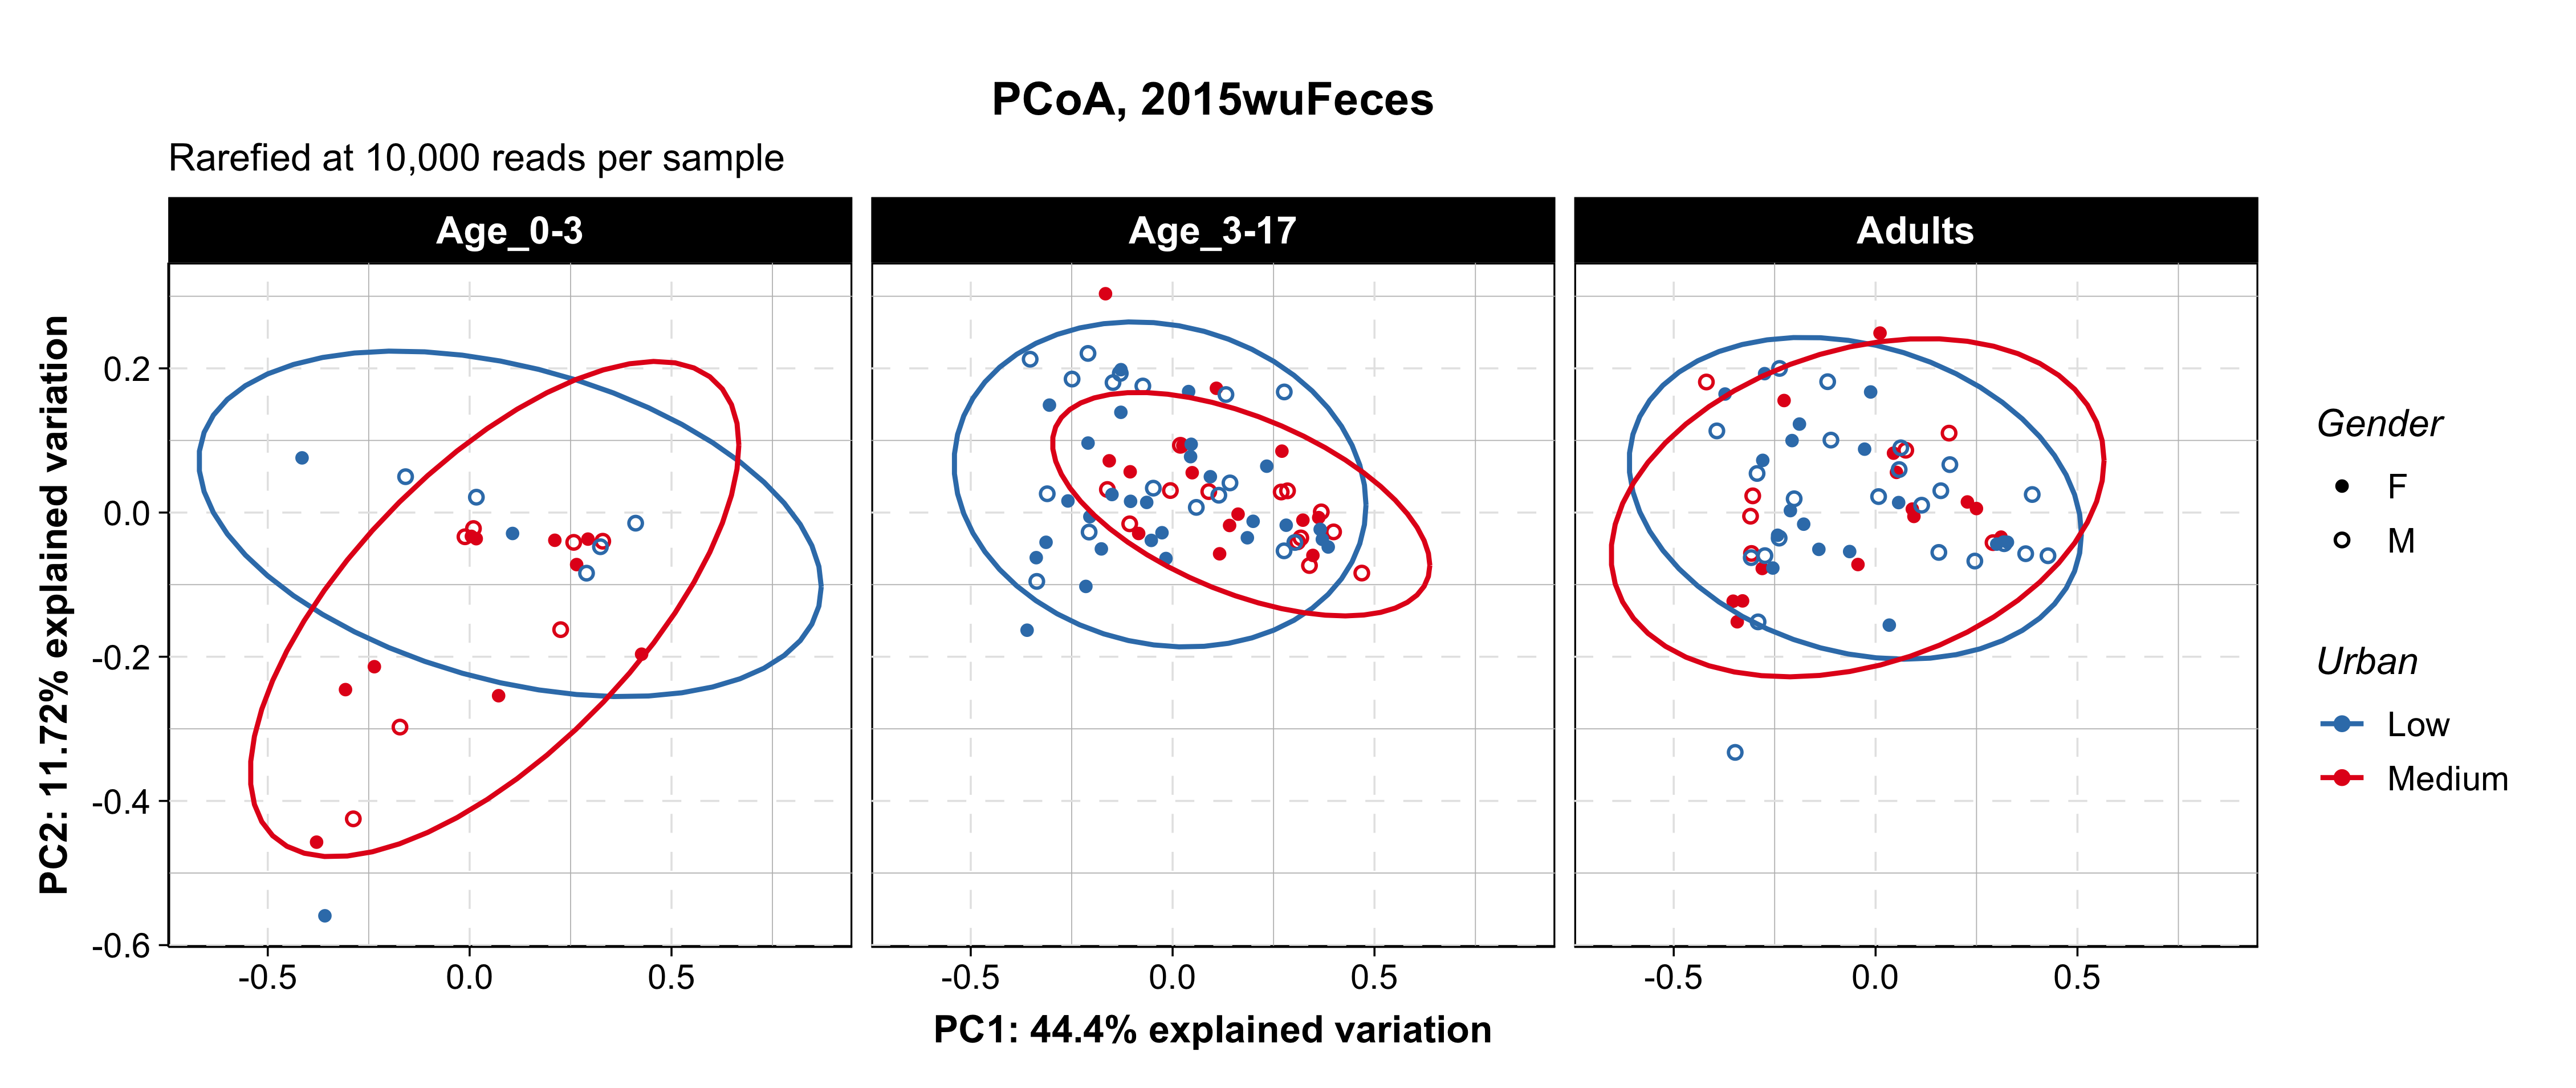 PCoA, 2015wuFeces
Rarefied at 10,000 reads per sample
Age_0-3
Age_3-17
Adults
PC2: 11.72% explained variation
0.2
0.0
-0.2
-0.4
-0.6
-0.5 0.0 0.5
-0.5 0.0 0.5
-0.5 0.0 0.5
PC1: 44.4% explained variation
Gender
F
M
Urban
Low
Medium